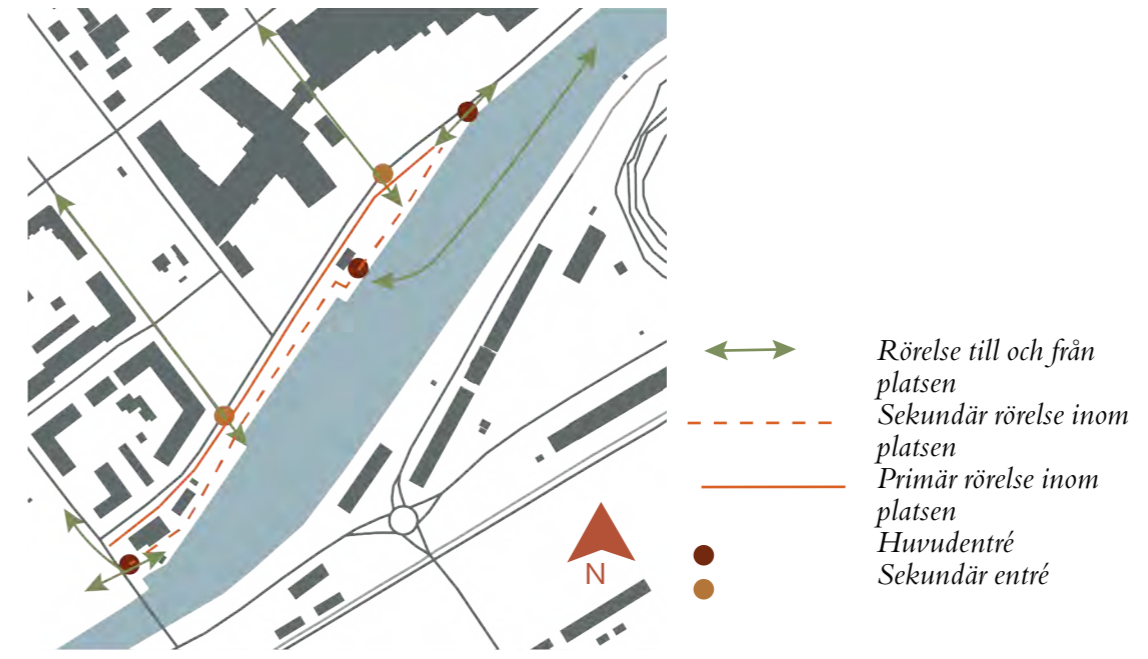 Rörelse till och från
platsen
Sekundär rörelse inom
platsen
Primär rörelse inom
platsen
Huvudentré
Sekundär entré
N